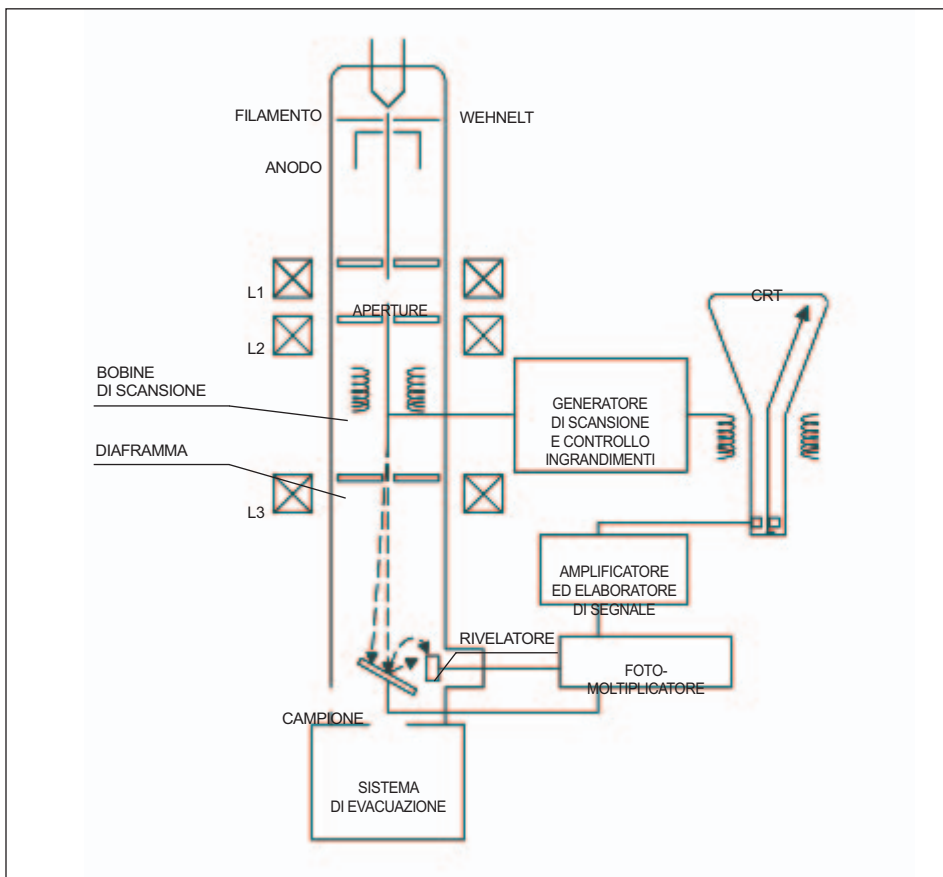 FILAMENTO
WEHNELT
ANODO
L1
APERTURE
CRT
L2
BOBINE
DI SCANSIONE
GENERATORE
DI SCANSIONE
E CONTROLLO
INGRANDIMENTI
DIAFRAMMA
L3
AMPLIFICATORE
ED ELABORATORE
DI SEGNALE
RIVELATORE
FOTO-
MOLTIPLICATORE
CAMPIONE
SISTEMA
DI EVACUAZIONE